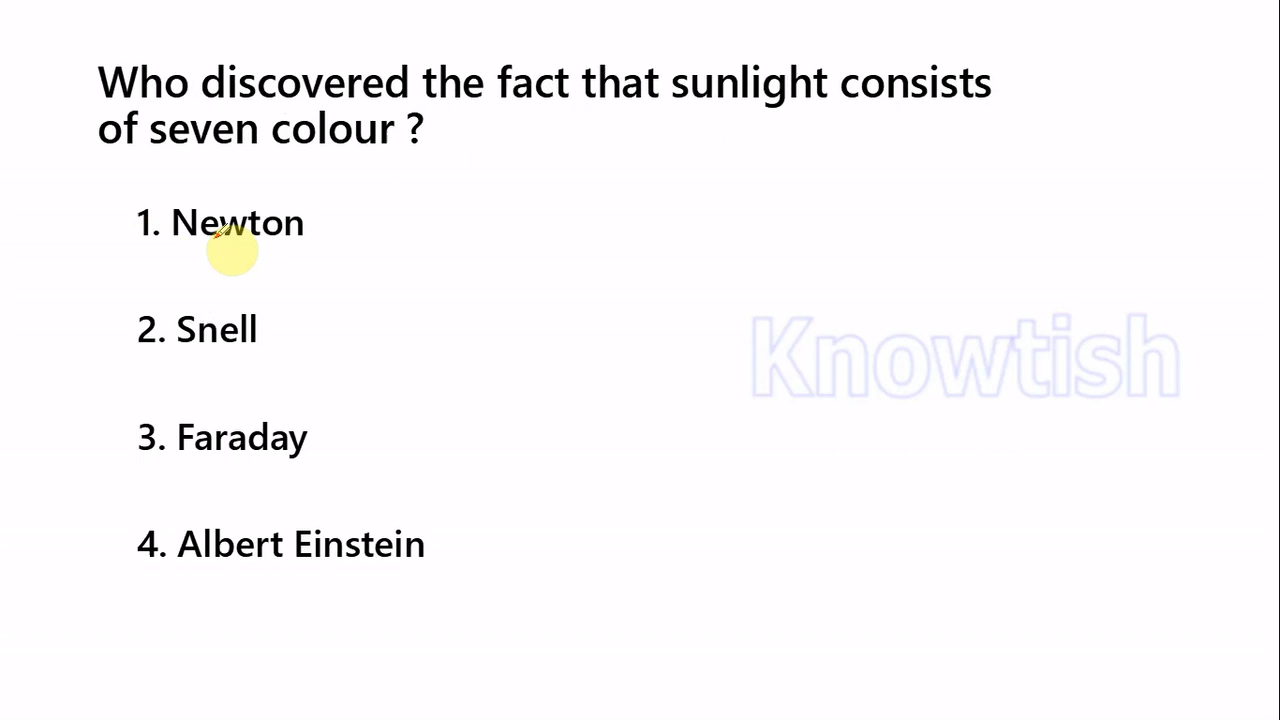 Who discovered the fact that sunlight consists
of seven colour ?
1. Newton
2. Snell
Knowtish
3. Faraday
4. Albert Einstein